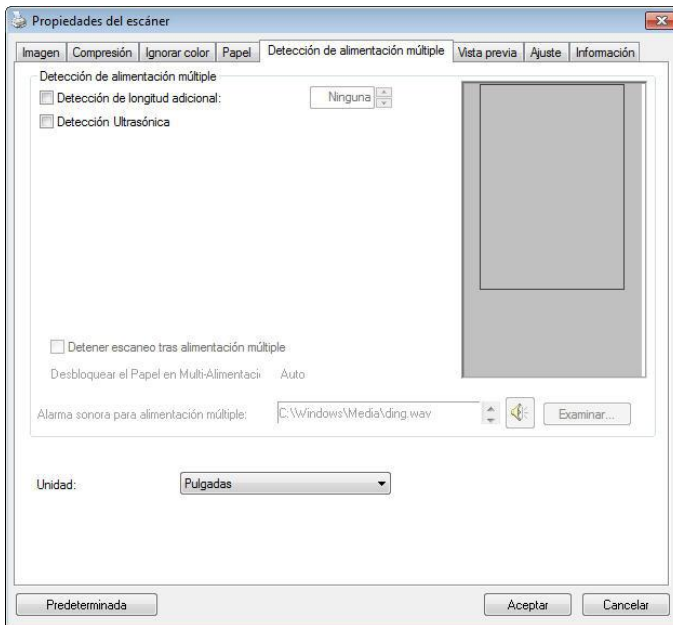 Propiedades del escáner
Imagen Compresión Ignorar color Papel Detección de alimentación múltiple Vista previa Ajuste Información
Detección de alimentación múltiple
Detección de longitud adicional: Ninguna
Detección Ultrasónica
Detener escaneo tras alimentación múltiple
Desbloquear el Papel en Multi-Alimentaci Auto
Alarma sonora para alimentación múltiple: C:\Windows\Media\ding.wav Examinar...
Unidad: Pulgadas
Predeterminada Aceptar Cancelar